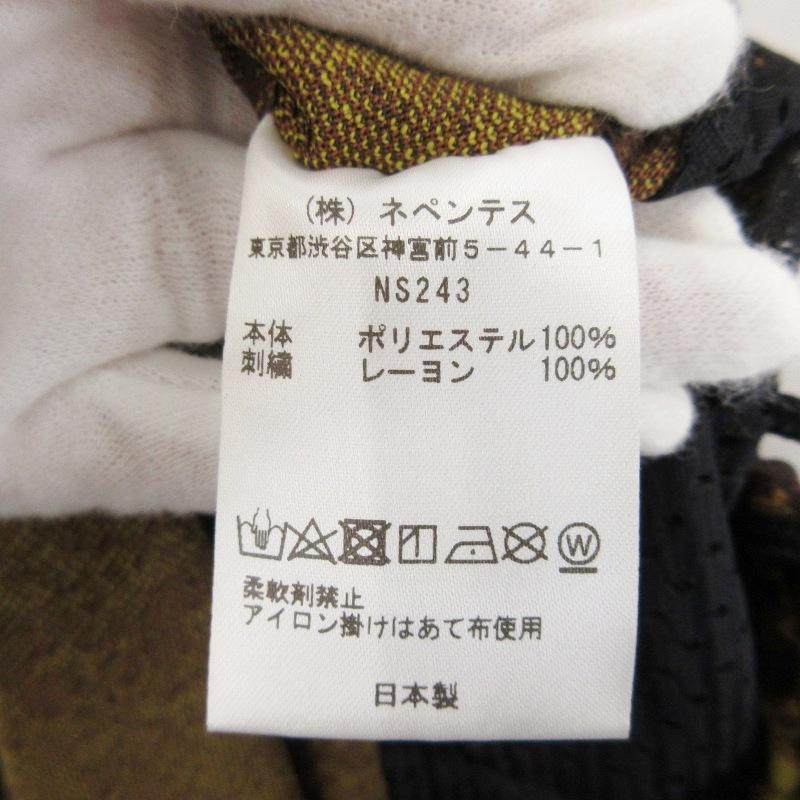 (株) ネペンテス
東京都渋谷区神宮前5-44-1
NS243
本体 ポリエステル100%
刺繍 レーヨン 100%
W
柔軟剤禁止
アイロン掛けはあて布使用
日本製